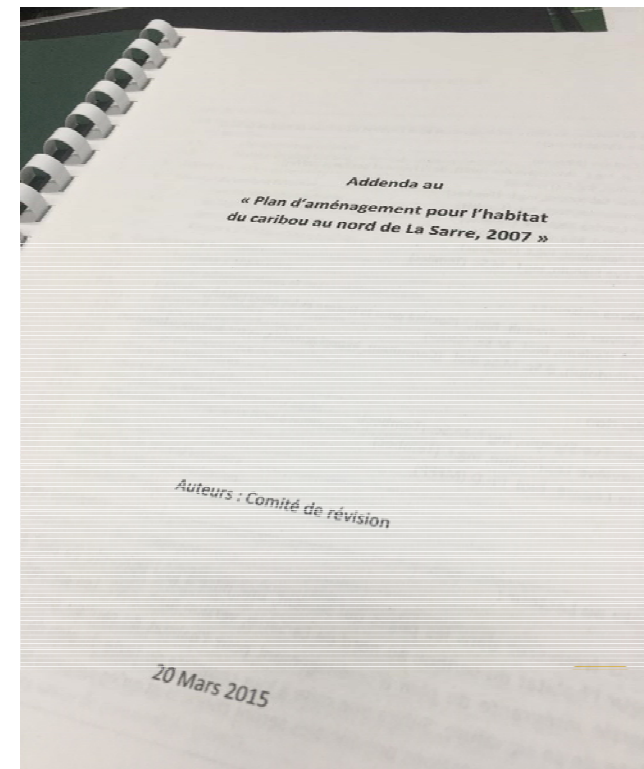 Addenda au
« Plan d'aménagement pour l'habitat
du caribou au nord de La Sarre, 2007 »
Auteurs : Comité de révision
20 Mars 2015